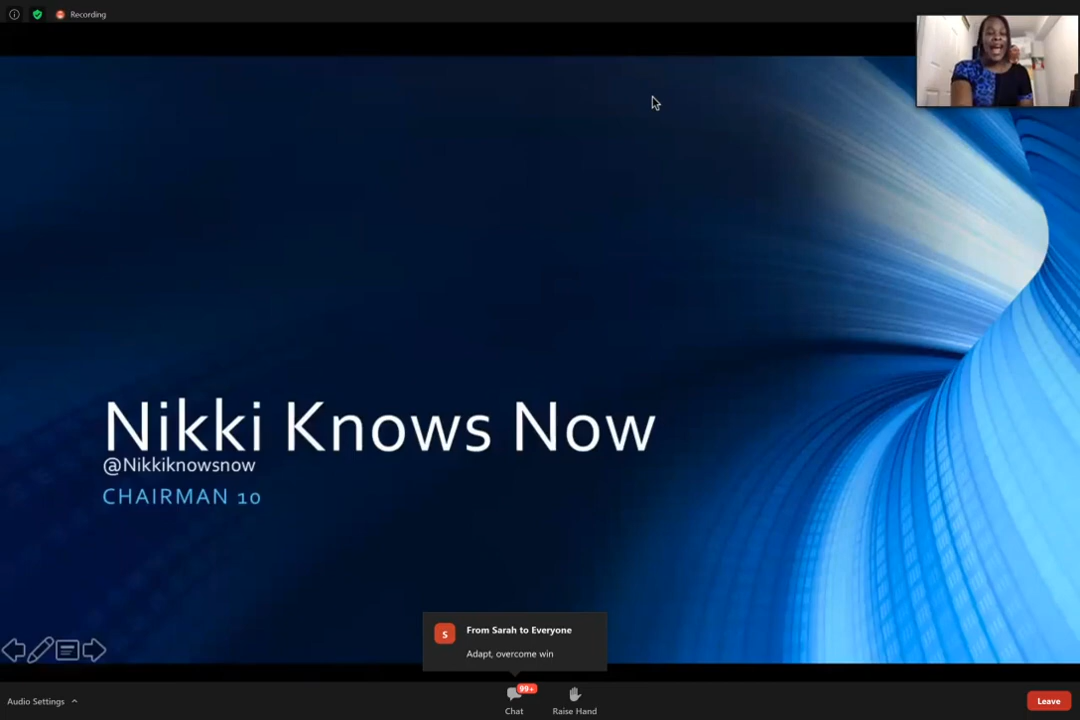 Recording
Nikki Knows Now
@Nikkiknowsnow
CHAIRMAN 10
S
From Sarah to Everyone
Adapt, overcome win
99+
Audio Settings
Chat
Raise Hand
Leave